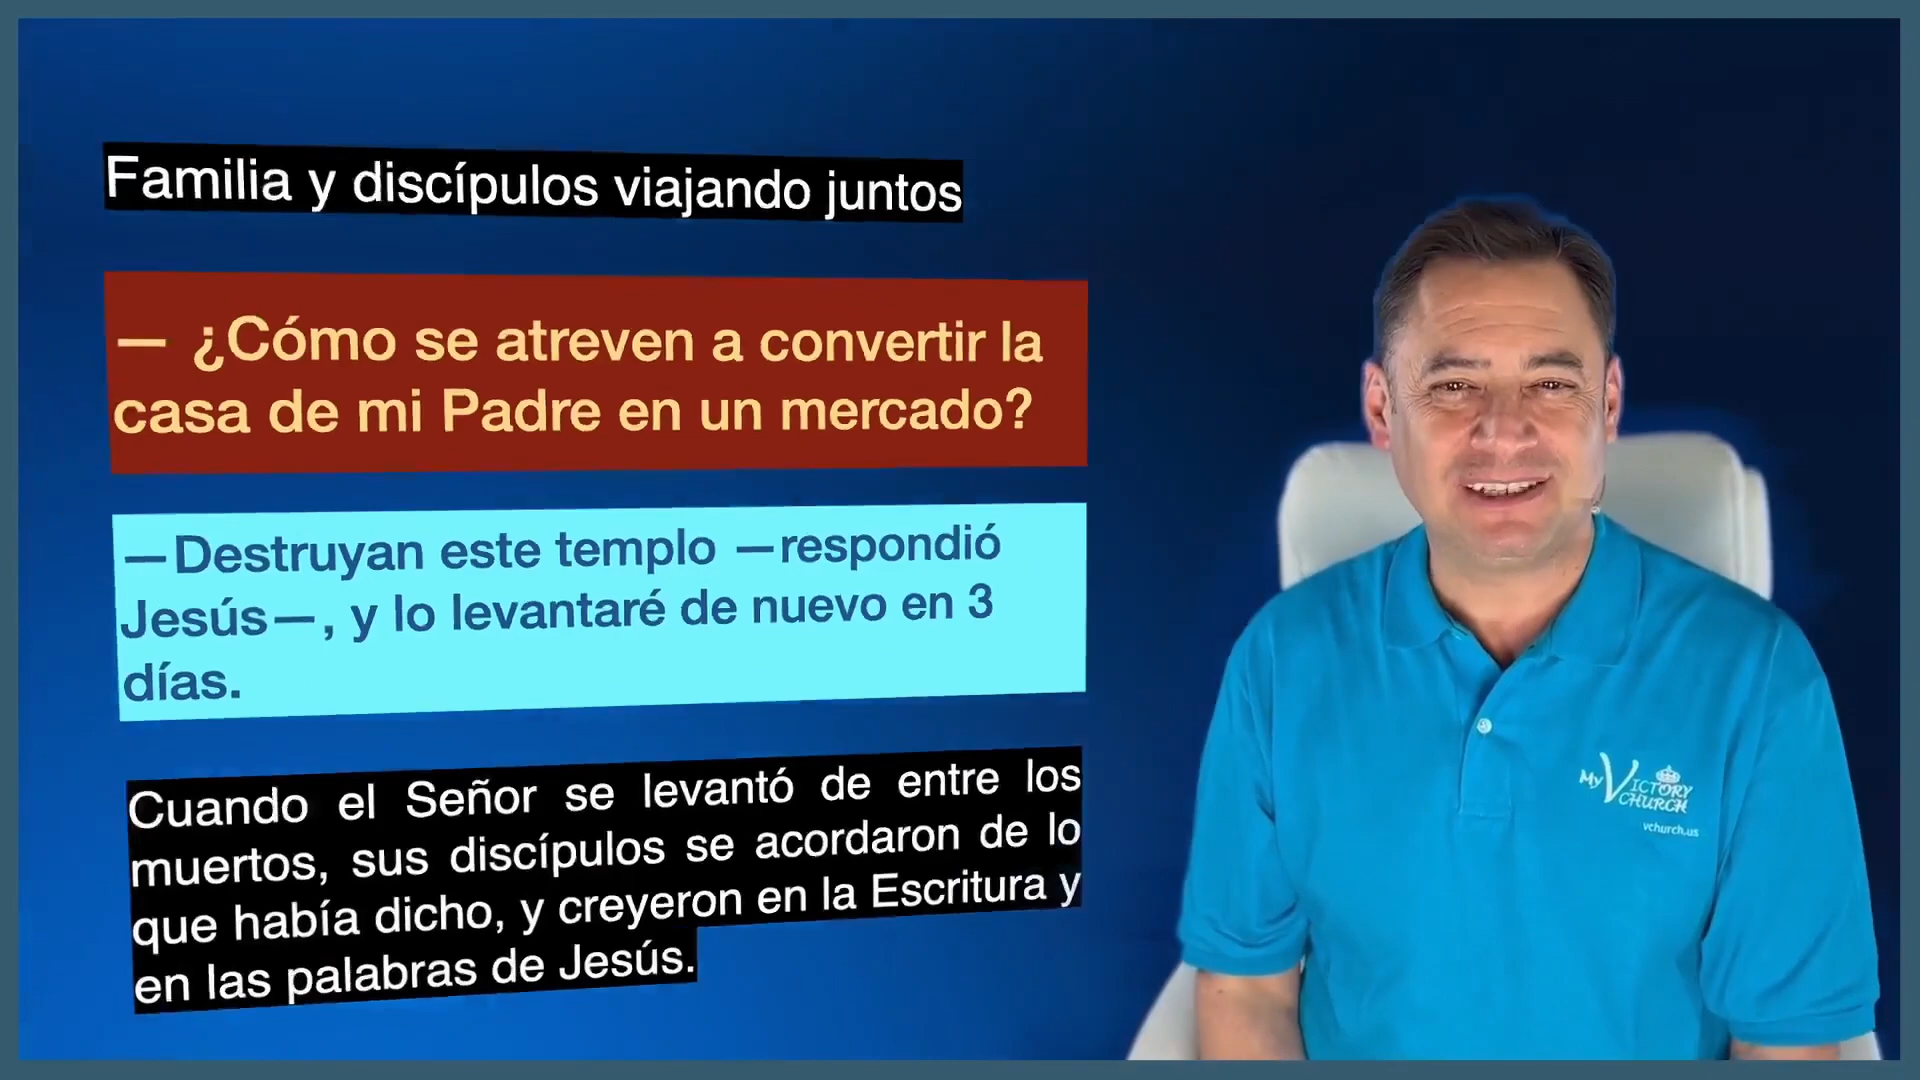 Familia y discípulos viajando juntos
— ¿Cómo se atreven a convertir la
casa de mi Padre en un mercado?
—Destruyan este templo —respondió
Jesús—, y lo levantaré de nuevo en 3
días.
Cuando el Señor se levantó de entre los
muertos, sus discípulos se acordaron de lo
que había dicho, y creyeron en la Escritura y
en las palabras de Jesús.
My VICTORY
CHURCH
vchurch.us